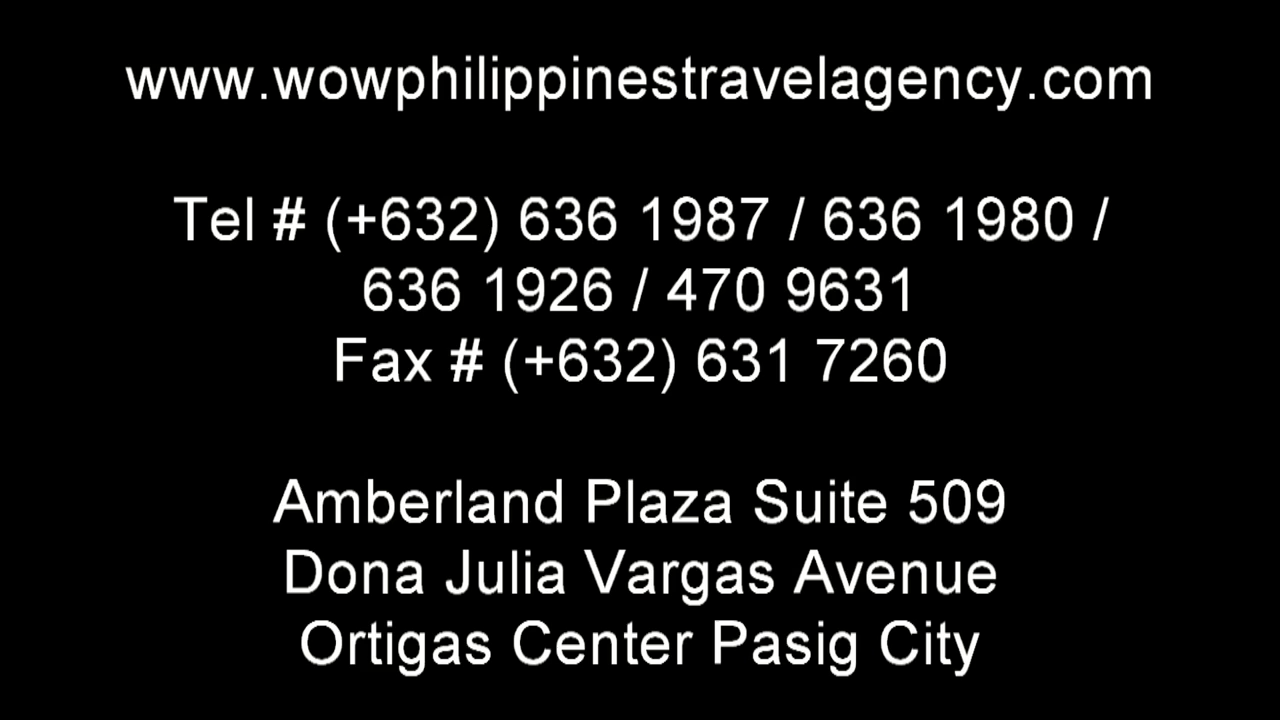 www.wowphilippinestravelagency.com
Tel # (+632) 636 1987 / 636 1980 /
636 1926 / 470 9631
Fax # (+632) 631 7260
Amberland Plaza Suite 509
Dona Julia Vargas Avenue
Ortigas Center Pasig City